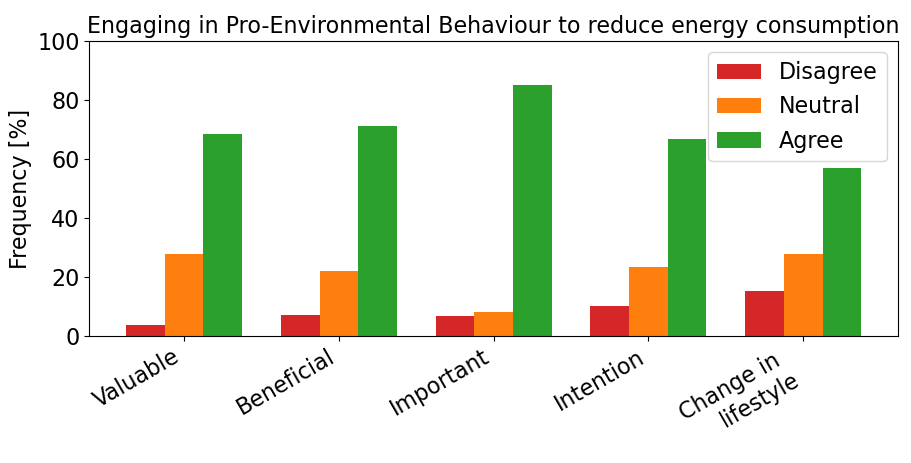 Engaging in Pro-Environmental Behaviour to reduce energy consumption
Frequency [%]
100
80
60
40
20
0
Disagree
Neutral
Agree
Valuable
Beneficial
Important
Intention
Change in
lifestyle